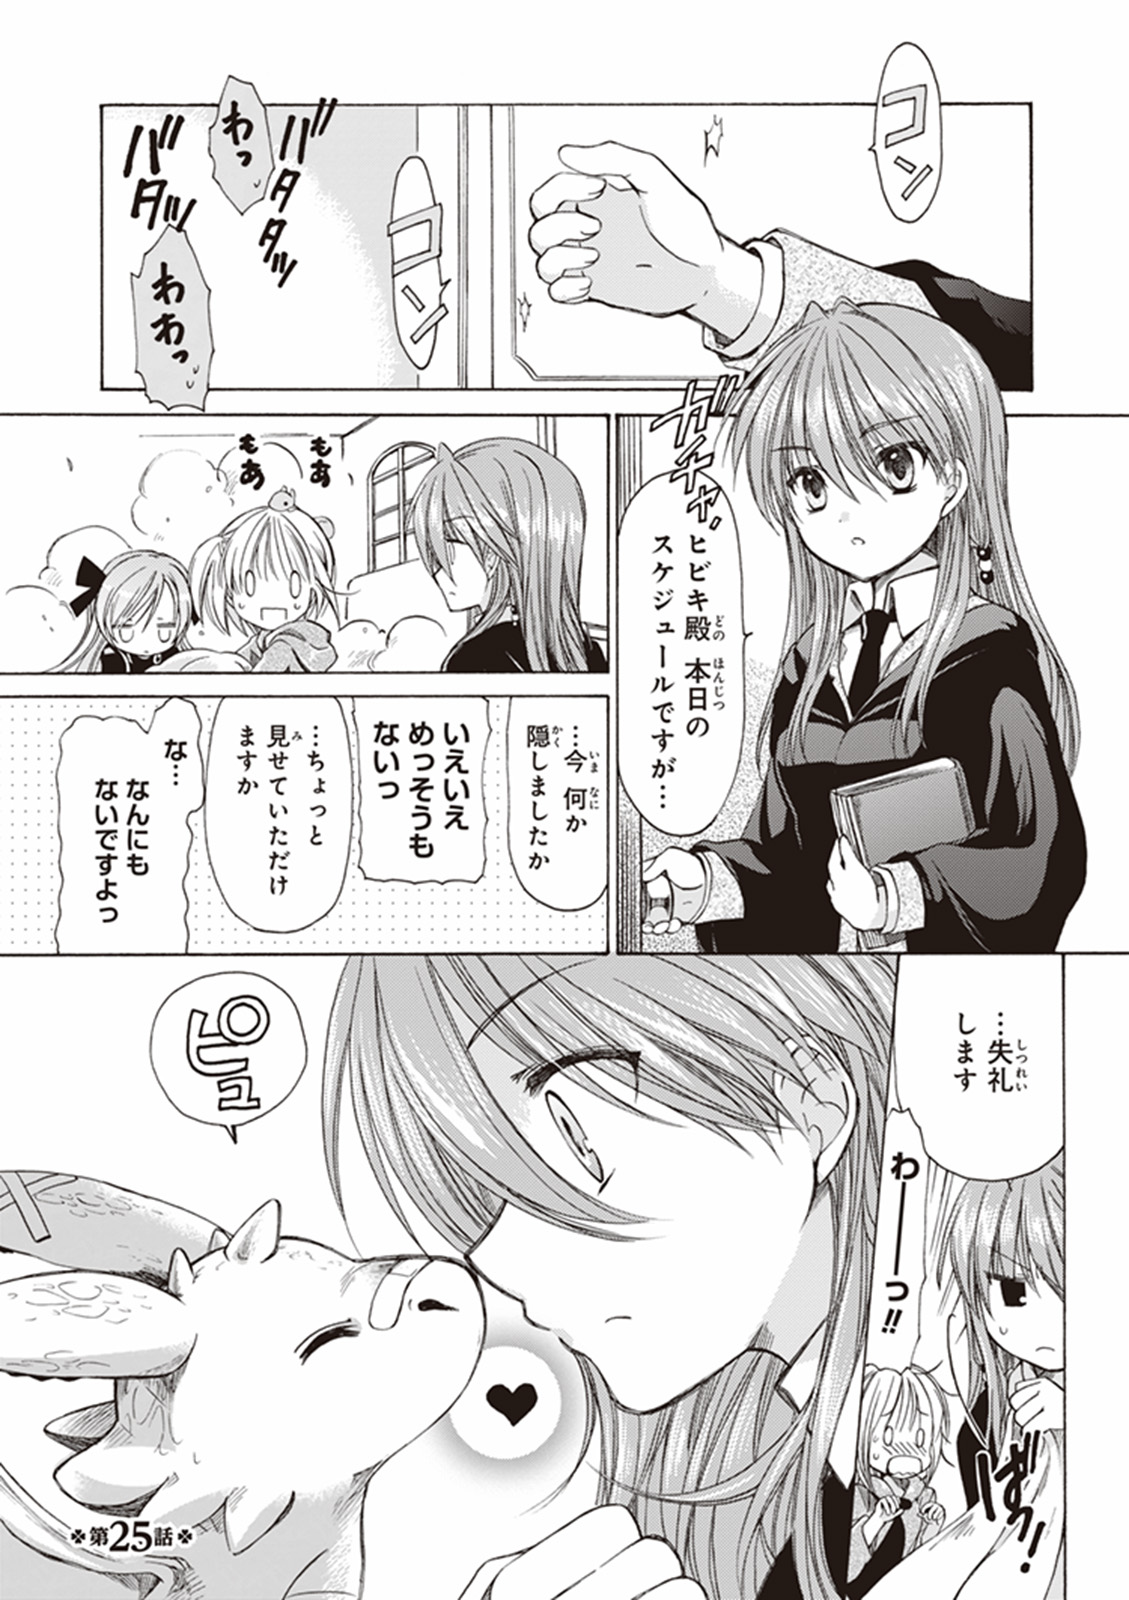 コン
コン
バタタッ
わっ
バタッ
わわっ
ガチャ
ヒビキ殿 本日の
スケジュールですが…
もあ
もあ
…今 何か
隠しましたか
いえいえ
めっそうも
ないっ
…ちょっと
見せていただけ
ますか
な…
なんにも
ないですよっ
…失礼
します
わーーっ!!
ばっ!
ピュ
第25話